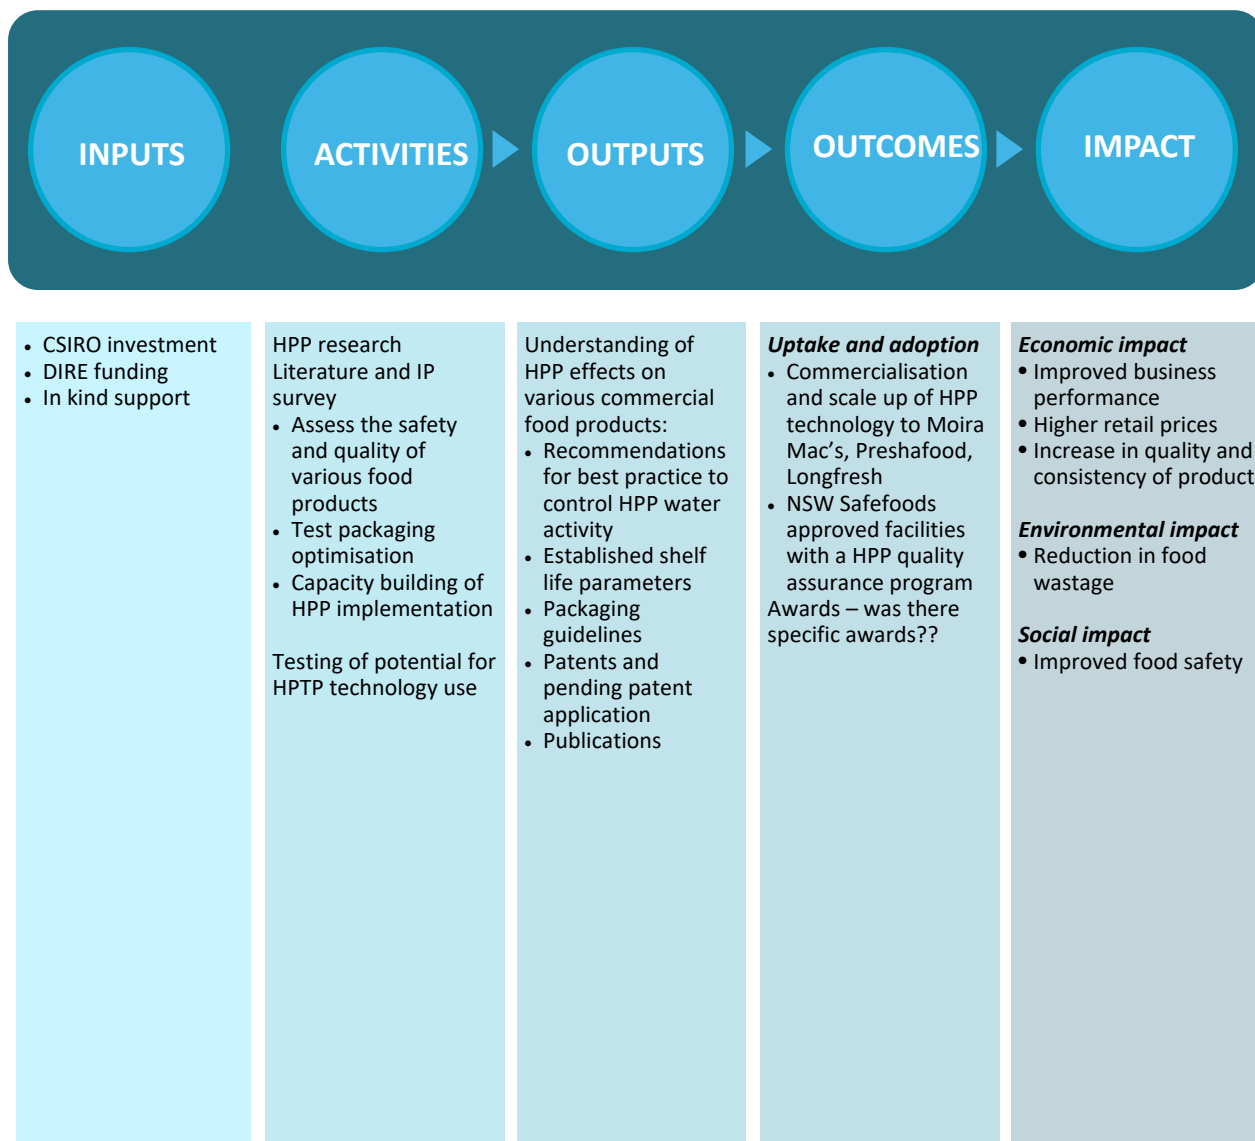 INPUTS
ACTIVITIES
OUTPUTS
OUTCOMES
IMPACT
• CSIRO investment
• DIRE funding
• In kind support
HPP research
Literature and IP
survey
• Assess the safety
and quality of
various food
products
• Test packaging
optimisation
• Capacity building of
HPP implementation
Testing of potential for
HPTP technology use
Understanding of
HPP effects on
various commercial
food products:
• Recommendations
for best practice to
control HPP water
activity
• Established shelf
life parameters
• Packaging
guidelines
• Patents and
pending patent
application
• Publications
Uptake and adoption
• Commercialisation
and scale up of HPP
technology to Moira
Mac’s, Preshafood,
Longfresh
• NSW Safefoods
approved facilities
with a HPP quality
assurance program
Awards – was there
specific awards??
Economic impact
• Improved business
performance
• Higher retail prices
• Increase in quality and
consistency of product
Environmental impact
• Reduction in food
wastage
Social impact
• Improved food safety